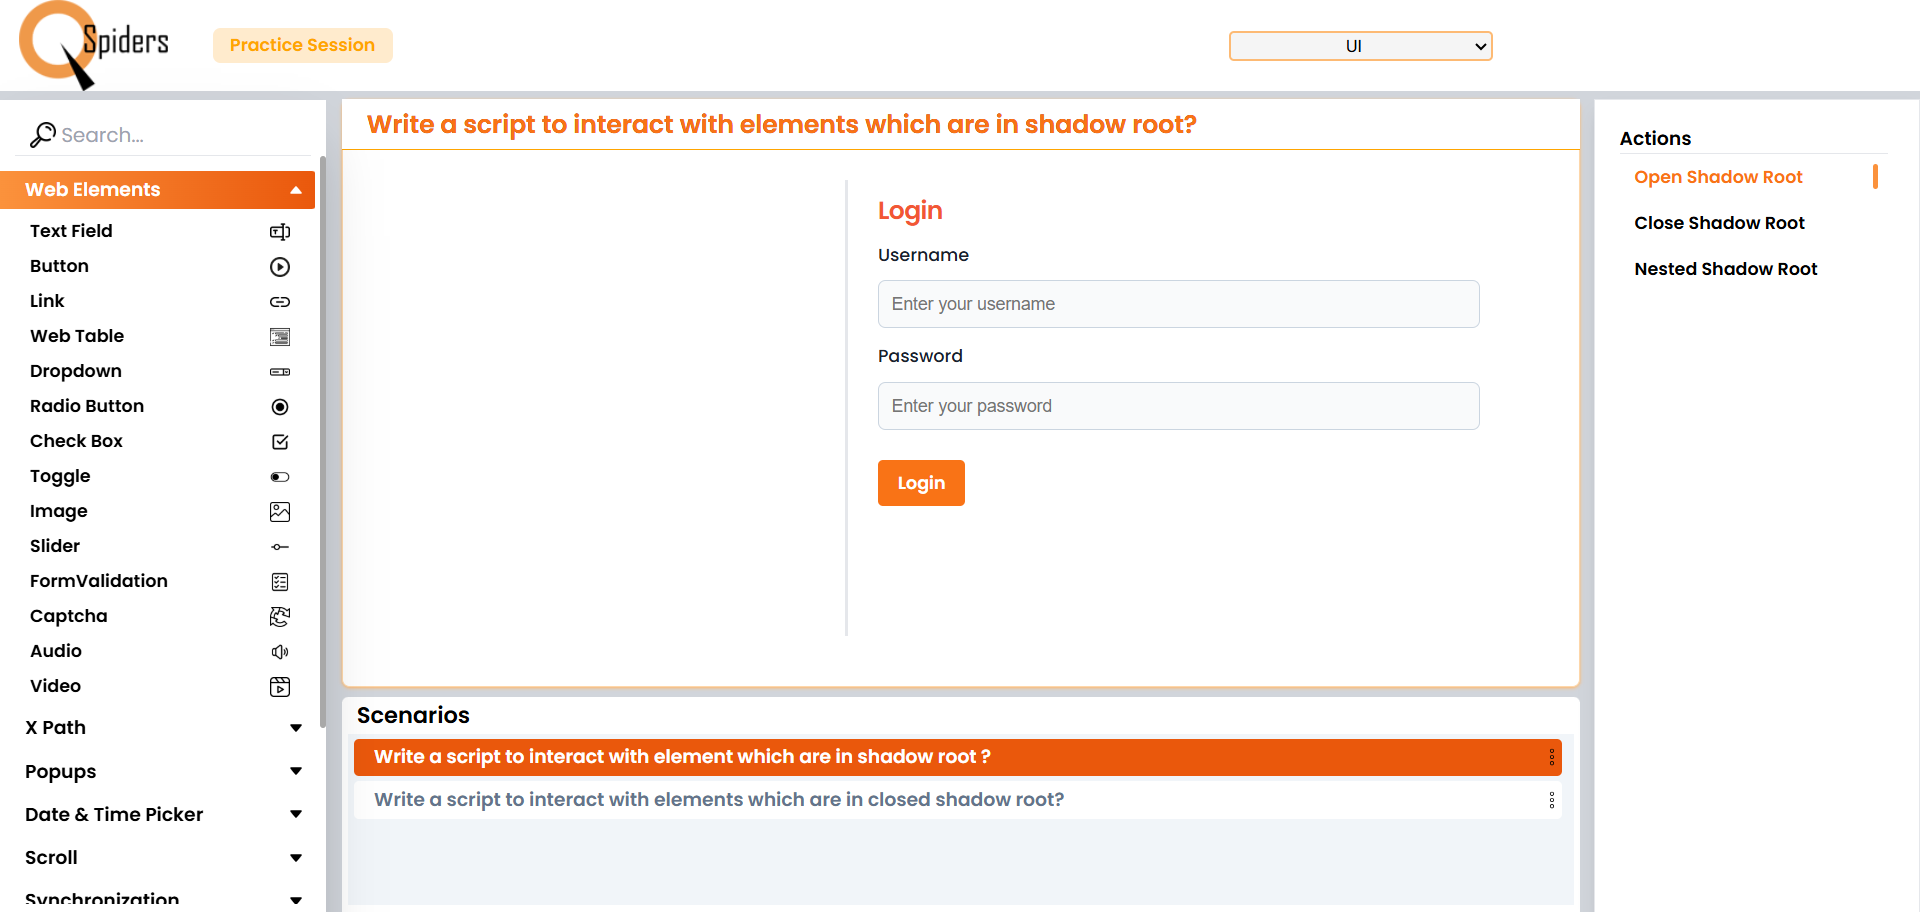 Spiders
Practice Session
UI
Search...
Web Elements
Text Field
Button
Link
Web Table
Dropdown
Radio Button
Check Box
Toggle
Image
Slider
FormValidation
Captcha
Audio
Video
X Path
Popups
Date & Time Picker
Scroll
Synchronization
Write a script to interact with elements which are in shadow root?
Login
Username
Enter your username
Password
Enter your password
Login
Scenarios
Write a script to interact with element which are in shadow root ?
Write a script to interact with elements which are in closed shadow root?
Actions
Open Shadow Root
Close Shadow Root
Nested Shadow Root